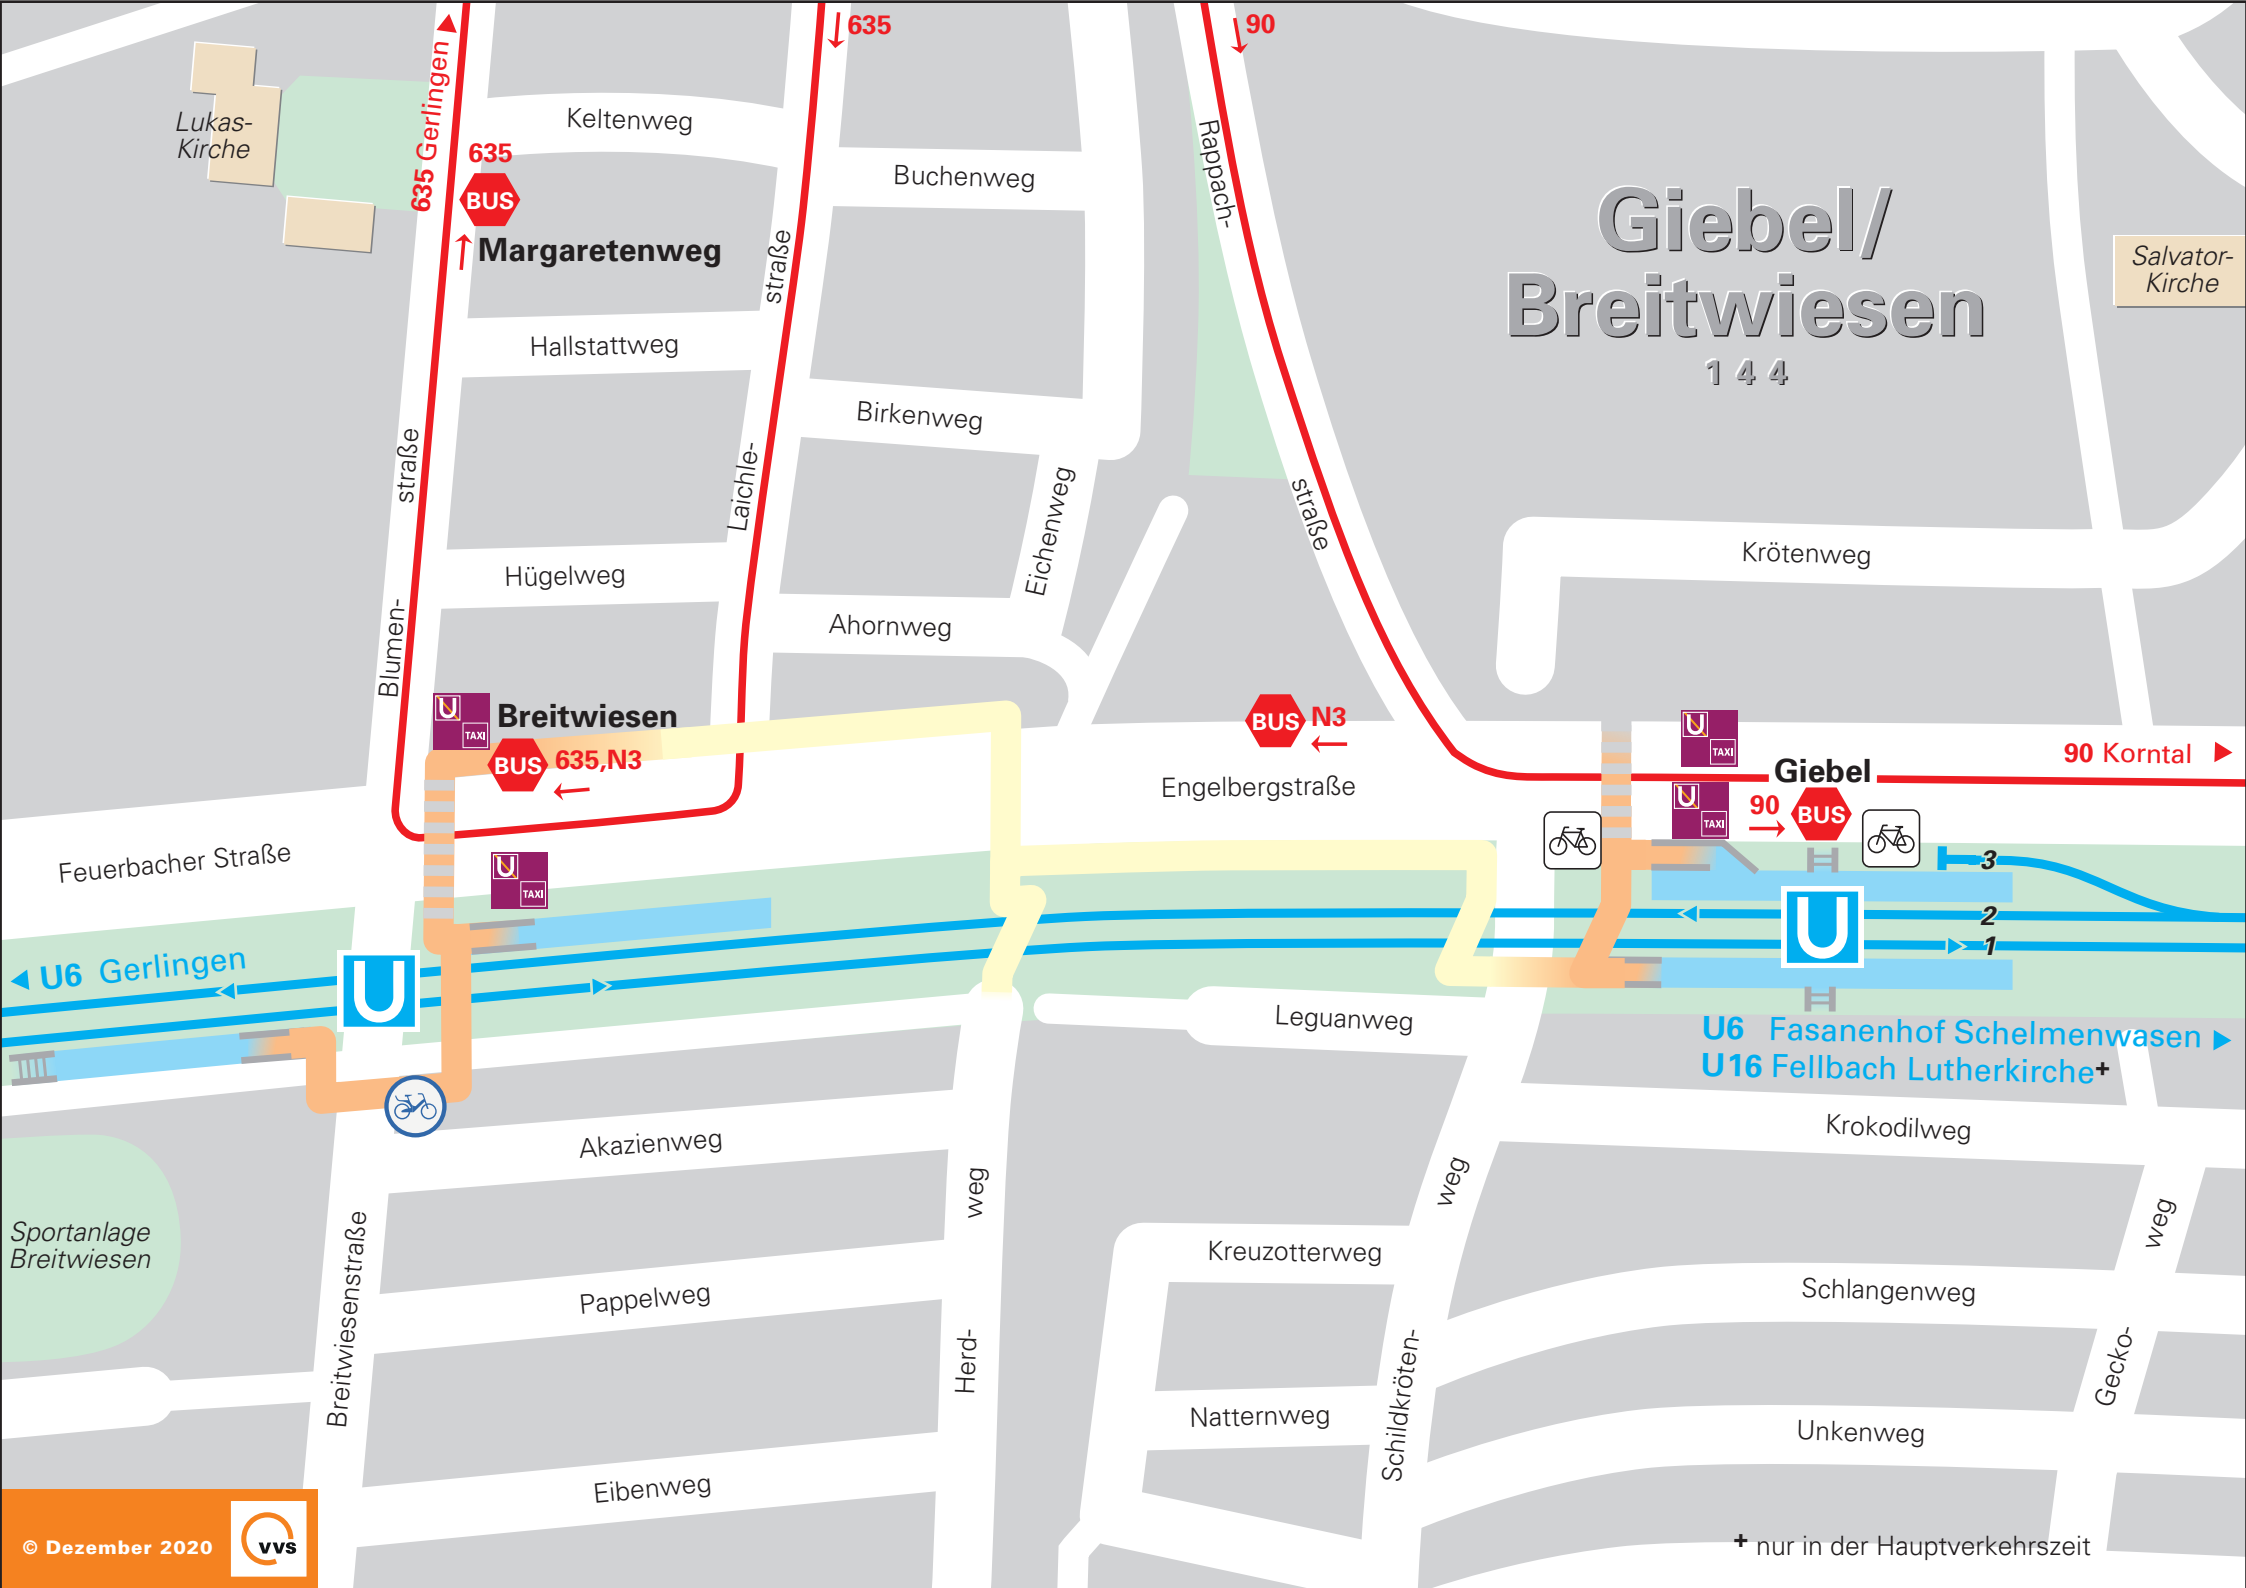 635
90
635 Gerlingen
Lukas-
Kirche
Keltenweg
635
BUS
Margaretenweg
Buchenweg
Rappach-
straße
Giebel/
Breitwiesen
144
Salvator-
Kirche
Hallstattweg
Birkenweg
straße
Blumen-
straße
Laichle-
Eichenweg
Krötenweg
Hügelweg
Ahornweg
U
TAXI
Breitwiesen
BUS
635,N3
BUS
N3
U
TAXI
90 Korntal
Giebel
U
TAXI
90
BUS
Engelbergstraße
Feuerbacher Straße
U
TAXI
3
2
1
U
U6 Gerlingen
U
Leguanweg
U6 Fasanenhof Schelmenwasen
U16 Fellbach Lutherkirche+
Akazienweg
Krokodilweg
weg
Herd-
weg
Schildkröten-
weg
Gecko-
Sportanlage
Breitwiesen
Breitwiesenstraße
Kreuzotterweg
Pappelweg
Schlangenweg
Natternweg
Unkenweg
Eibenweg
© Dezember 2020
vvs
+ nur in der Hauptverkehrszeit